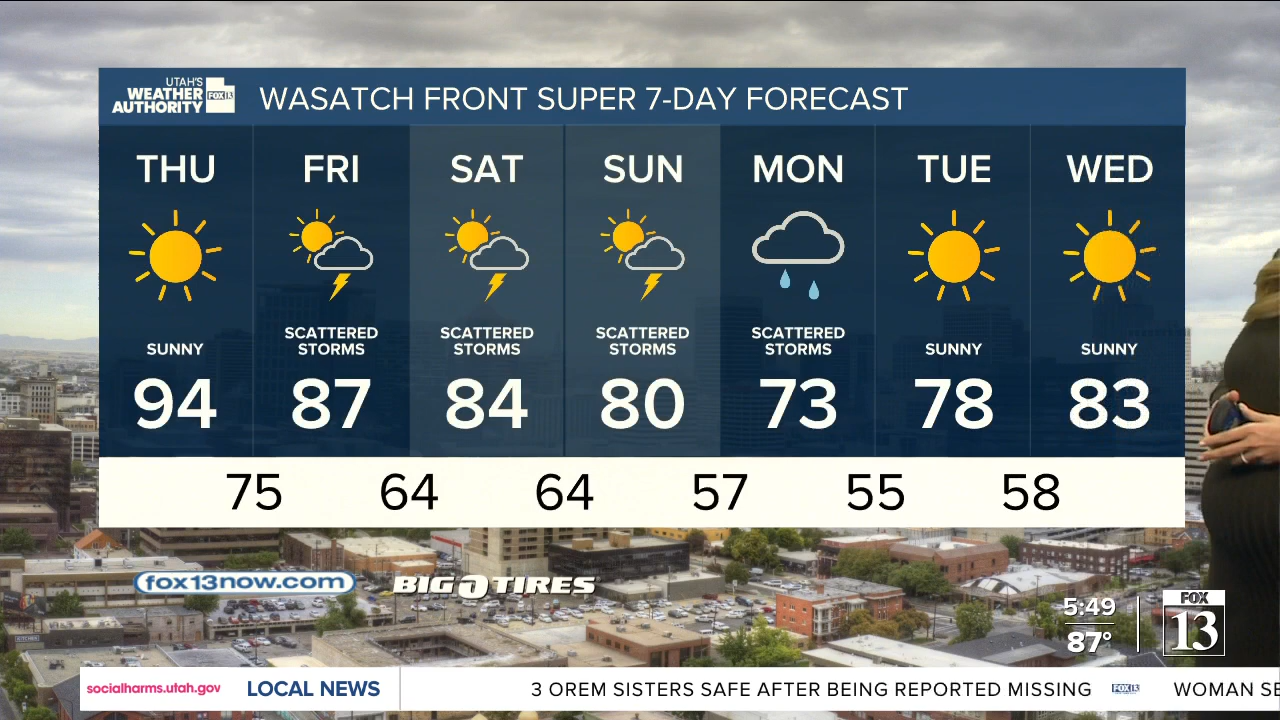 UTAH'S
WEATHER
AUTHORITY
FOX 13
WASATCH FRONT SUPER 7-DAY FORECAST
THU FRI SAT SUN MON TUE WED
SUNNY SCATTERED STORMS SCATTERED STORMS SCATTERED STORMS SCATTERED STORMS SUNNY SUNNY
94 87 84 80 73 78 83
75 64 64 57 55 58
fox13now.com
BIG O TIRES
5:49
87°
FOX
13
socialharms.utah.gov
LOCAL NEWS
3 OREM SISTERS SAFE AFTER BEING REPORTED MISSING
FOX 13
WOMAN